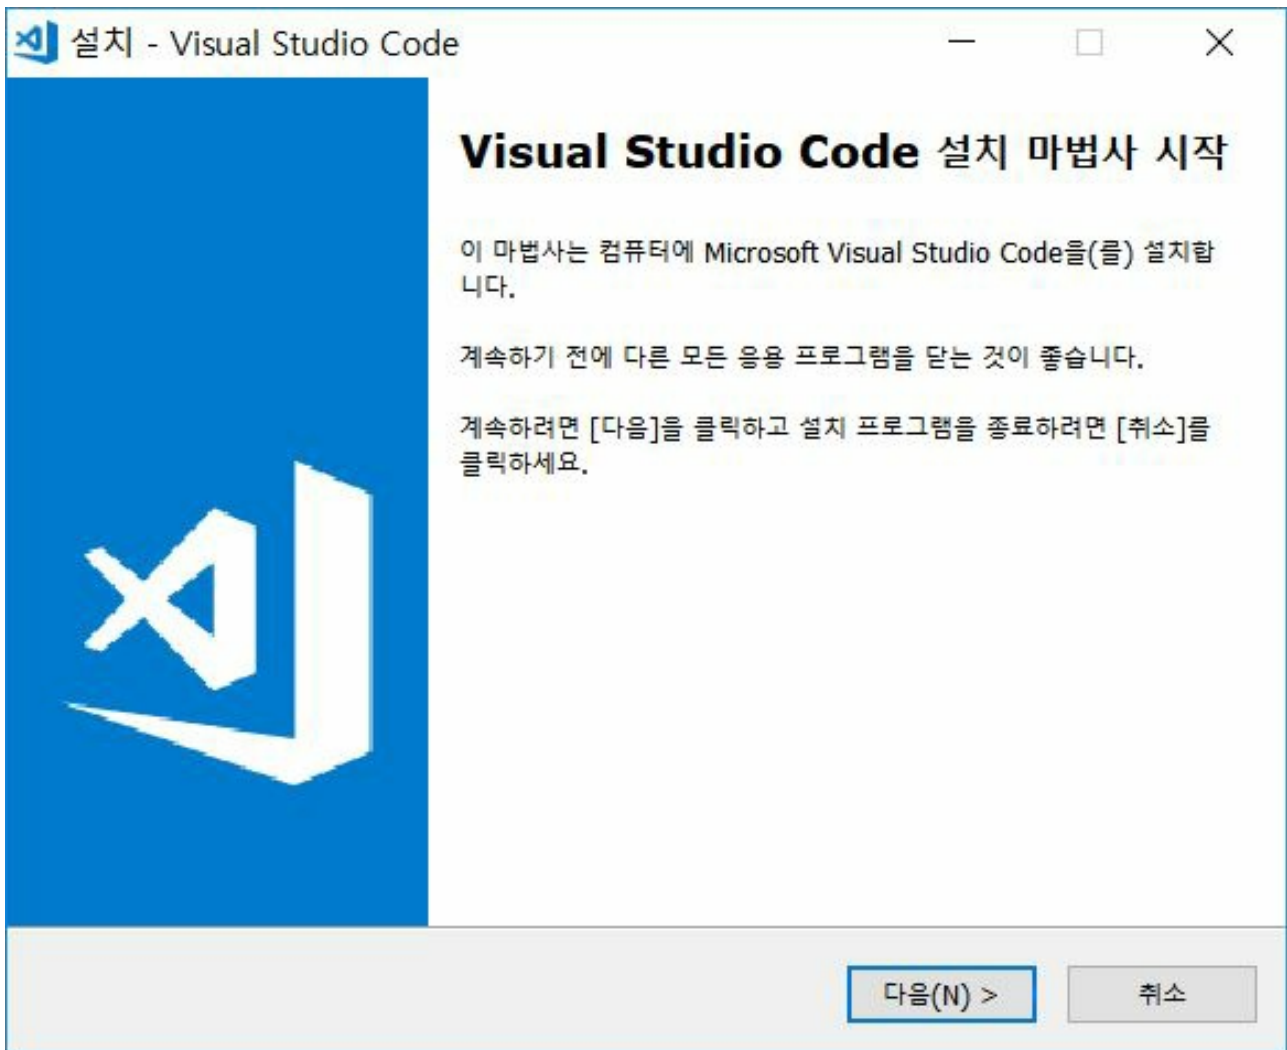 설치 - Visual Studio Code
Visual Studio Code 설치 마법사 시작
이 마법사는 컴퓨터에 Microsoft Visual Studio Code을(를) 설치합
니다.
계속하기 전에 다른 모든 응용 프로그램을 닫는 것이 좋습니다.
계속하려면 [다음]을 클릭하고 설치 프로그램을 종료하려면 [취소]를
클릭하세요.
다음(N) >
취소